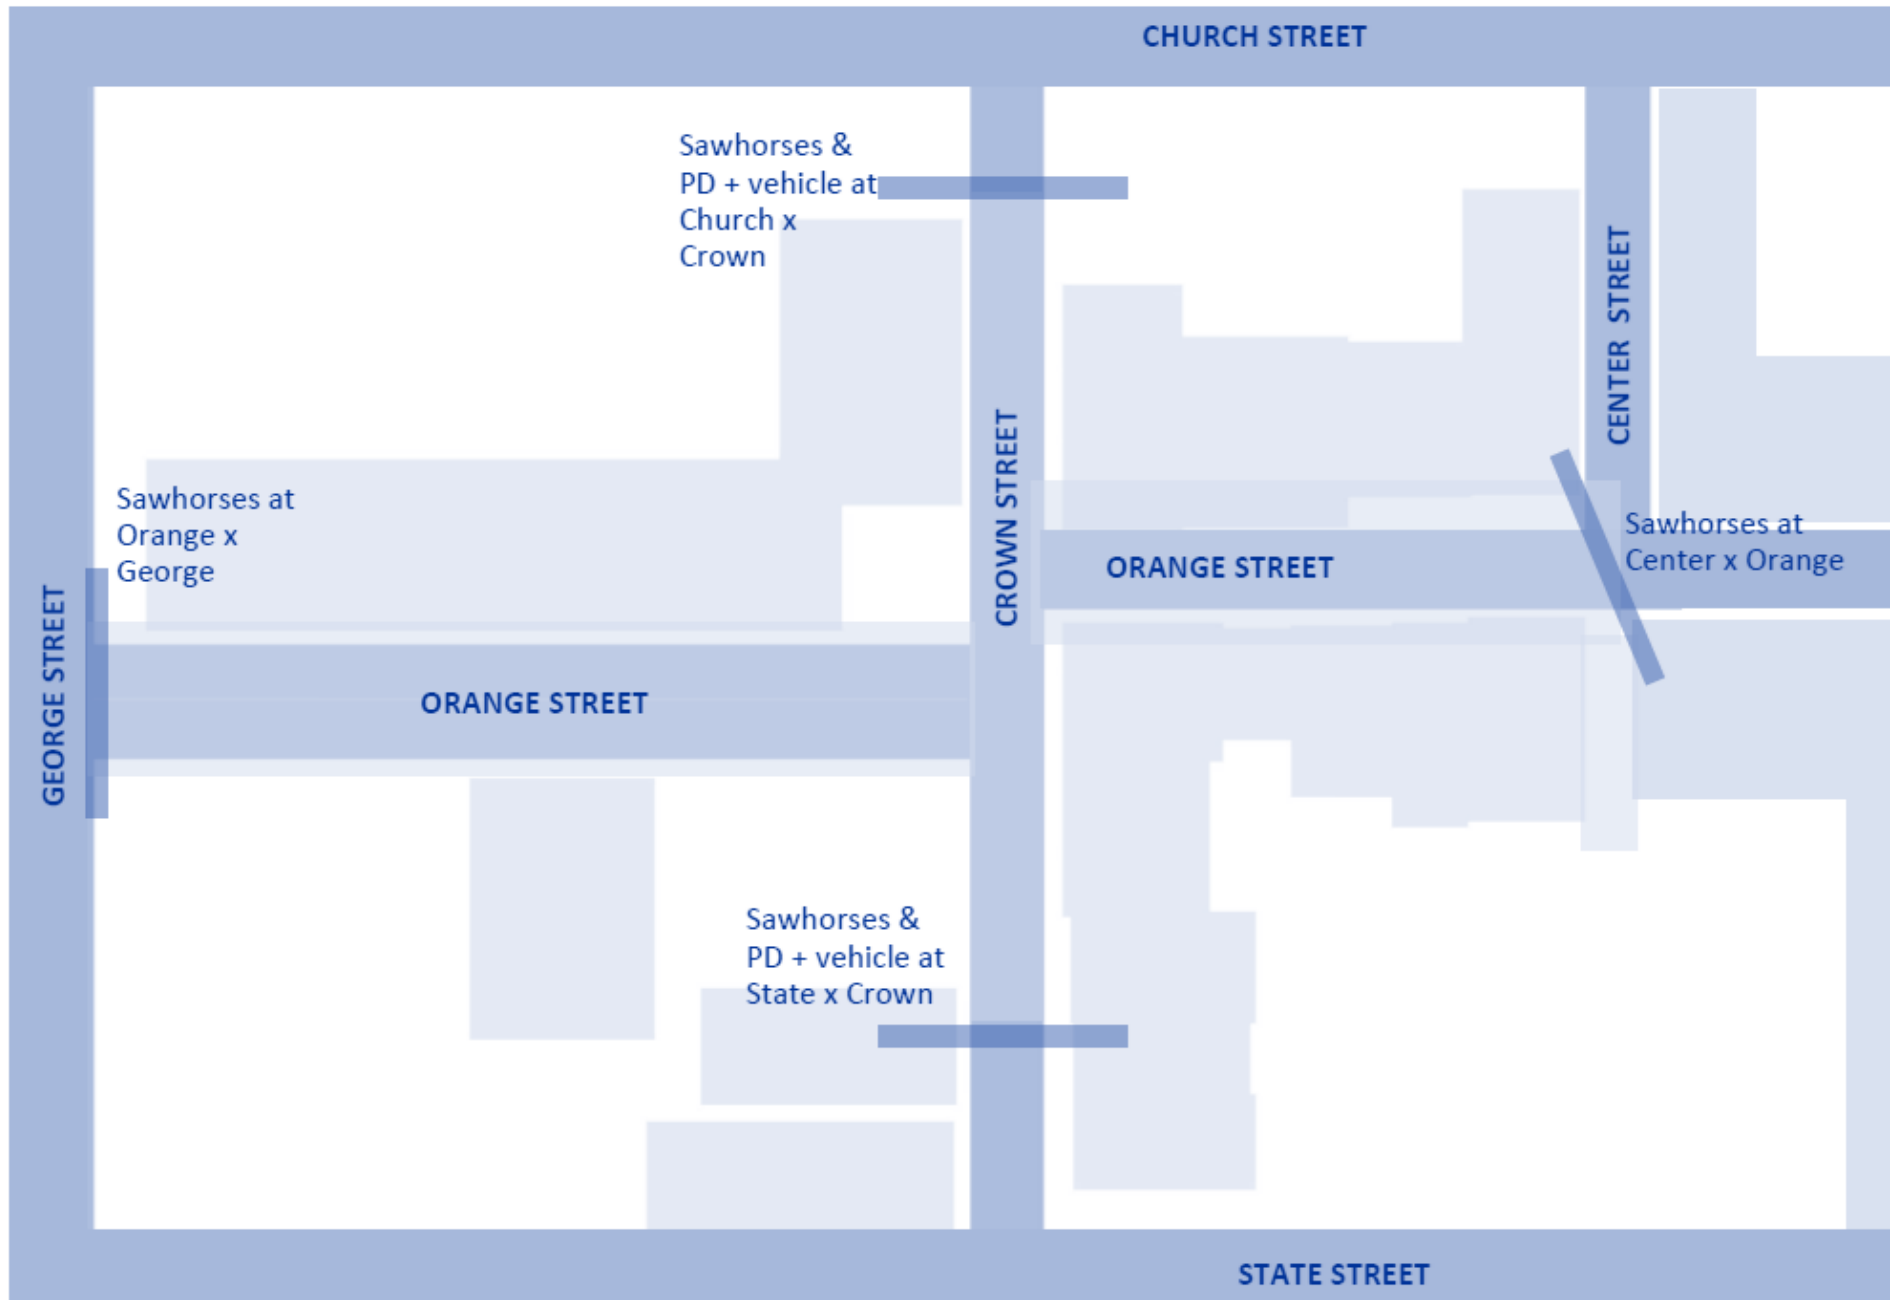 CHURCH STREET
Sawhorses &
PD + vehicle at
Church x
Crown
CENTER STREET
CROWN STREET
Sawhorses at
Orange x
George
Sawhorses at
Center x Orange
ORANGE STREET
GEORGE STREET
ORANGE STREET
Sawhorses &
PD + vehicle at
State x Crown
STATE STREET